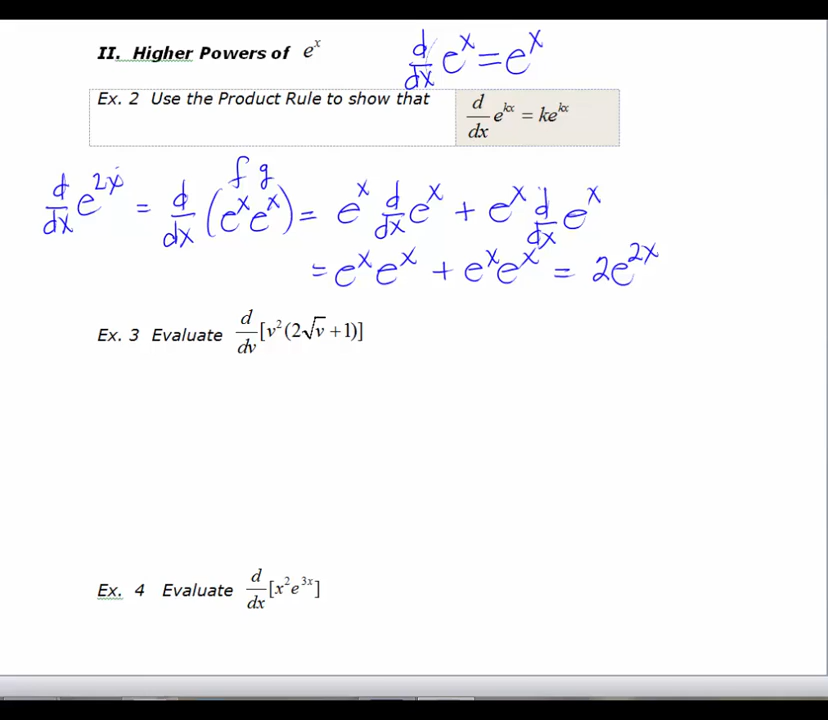 II. Higher Powers of e^x    d/dx e^x = e^x
Ex. 2 Use the Product Rule to show that    d/dx e^{kx} = ke^{kx}
f g
d/dx e^{2x} = d/dx (e^x e^x) = e^x d/dx e^x + e^x d/dx e^x
= e^x e^x + e^x e^x = 2e^{2x}
Ex. 3 Evaluate d/dv [v^2(2√v + 1)]
Ex. 4 Evaluate d/dx [x^2 e^{3x}]